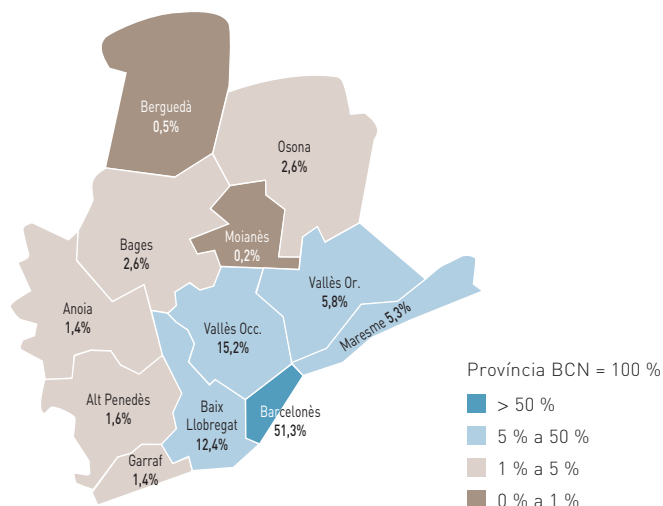 Berguedà
0,5%
Osona
2,6%
Moianès
0,2%
Bages
2,6%
Vallès Or.
5,8%
Maresme 5,3%
Anoia
1,4%
Vallès Occ.
15,2%
Alt Penedès
1,6%
Baix
Llobregat
12,4%
Barcelonès
51,3%
Garraf
1,4%
Província BCN = 100 %
> 50 %
5 % a 50 %
1 % a 5 %
0 % a 1 %